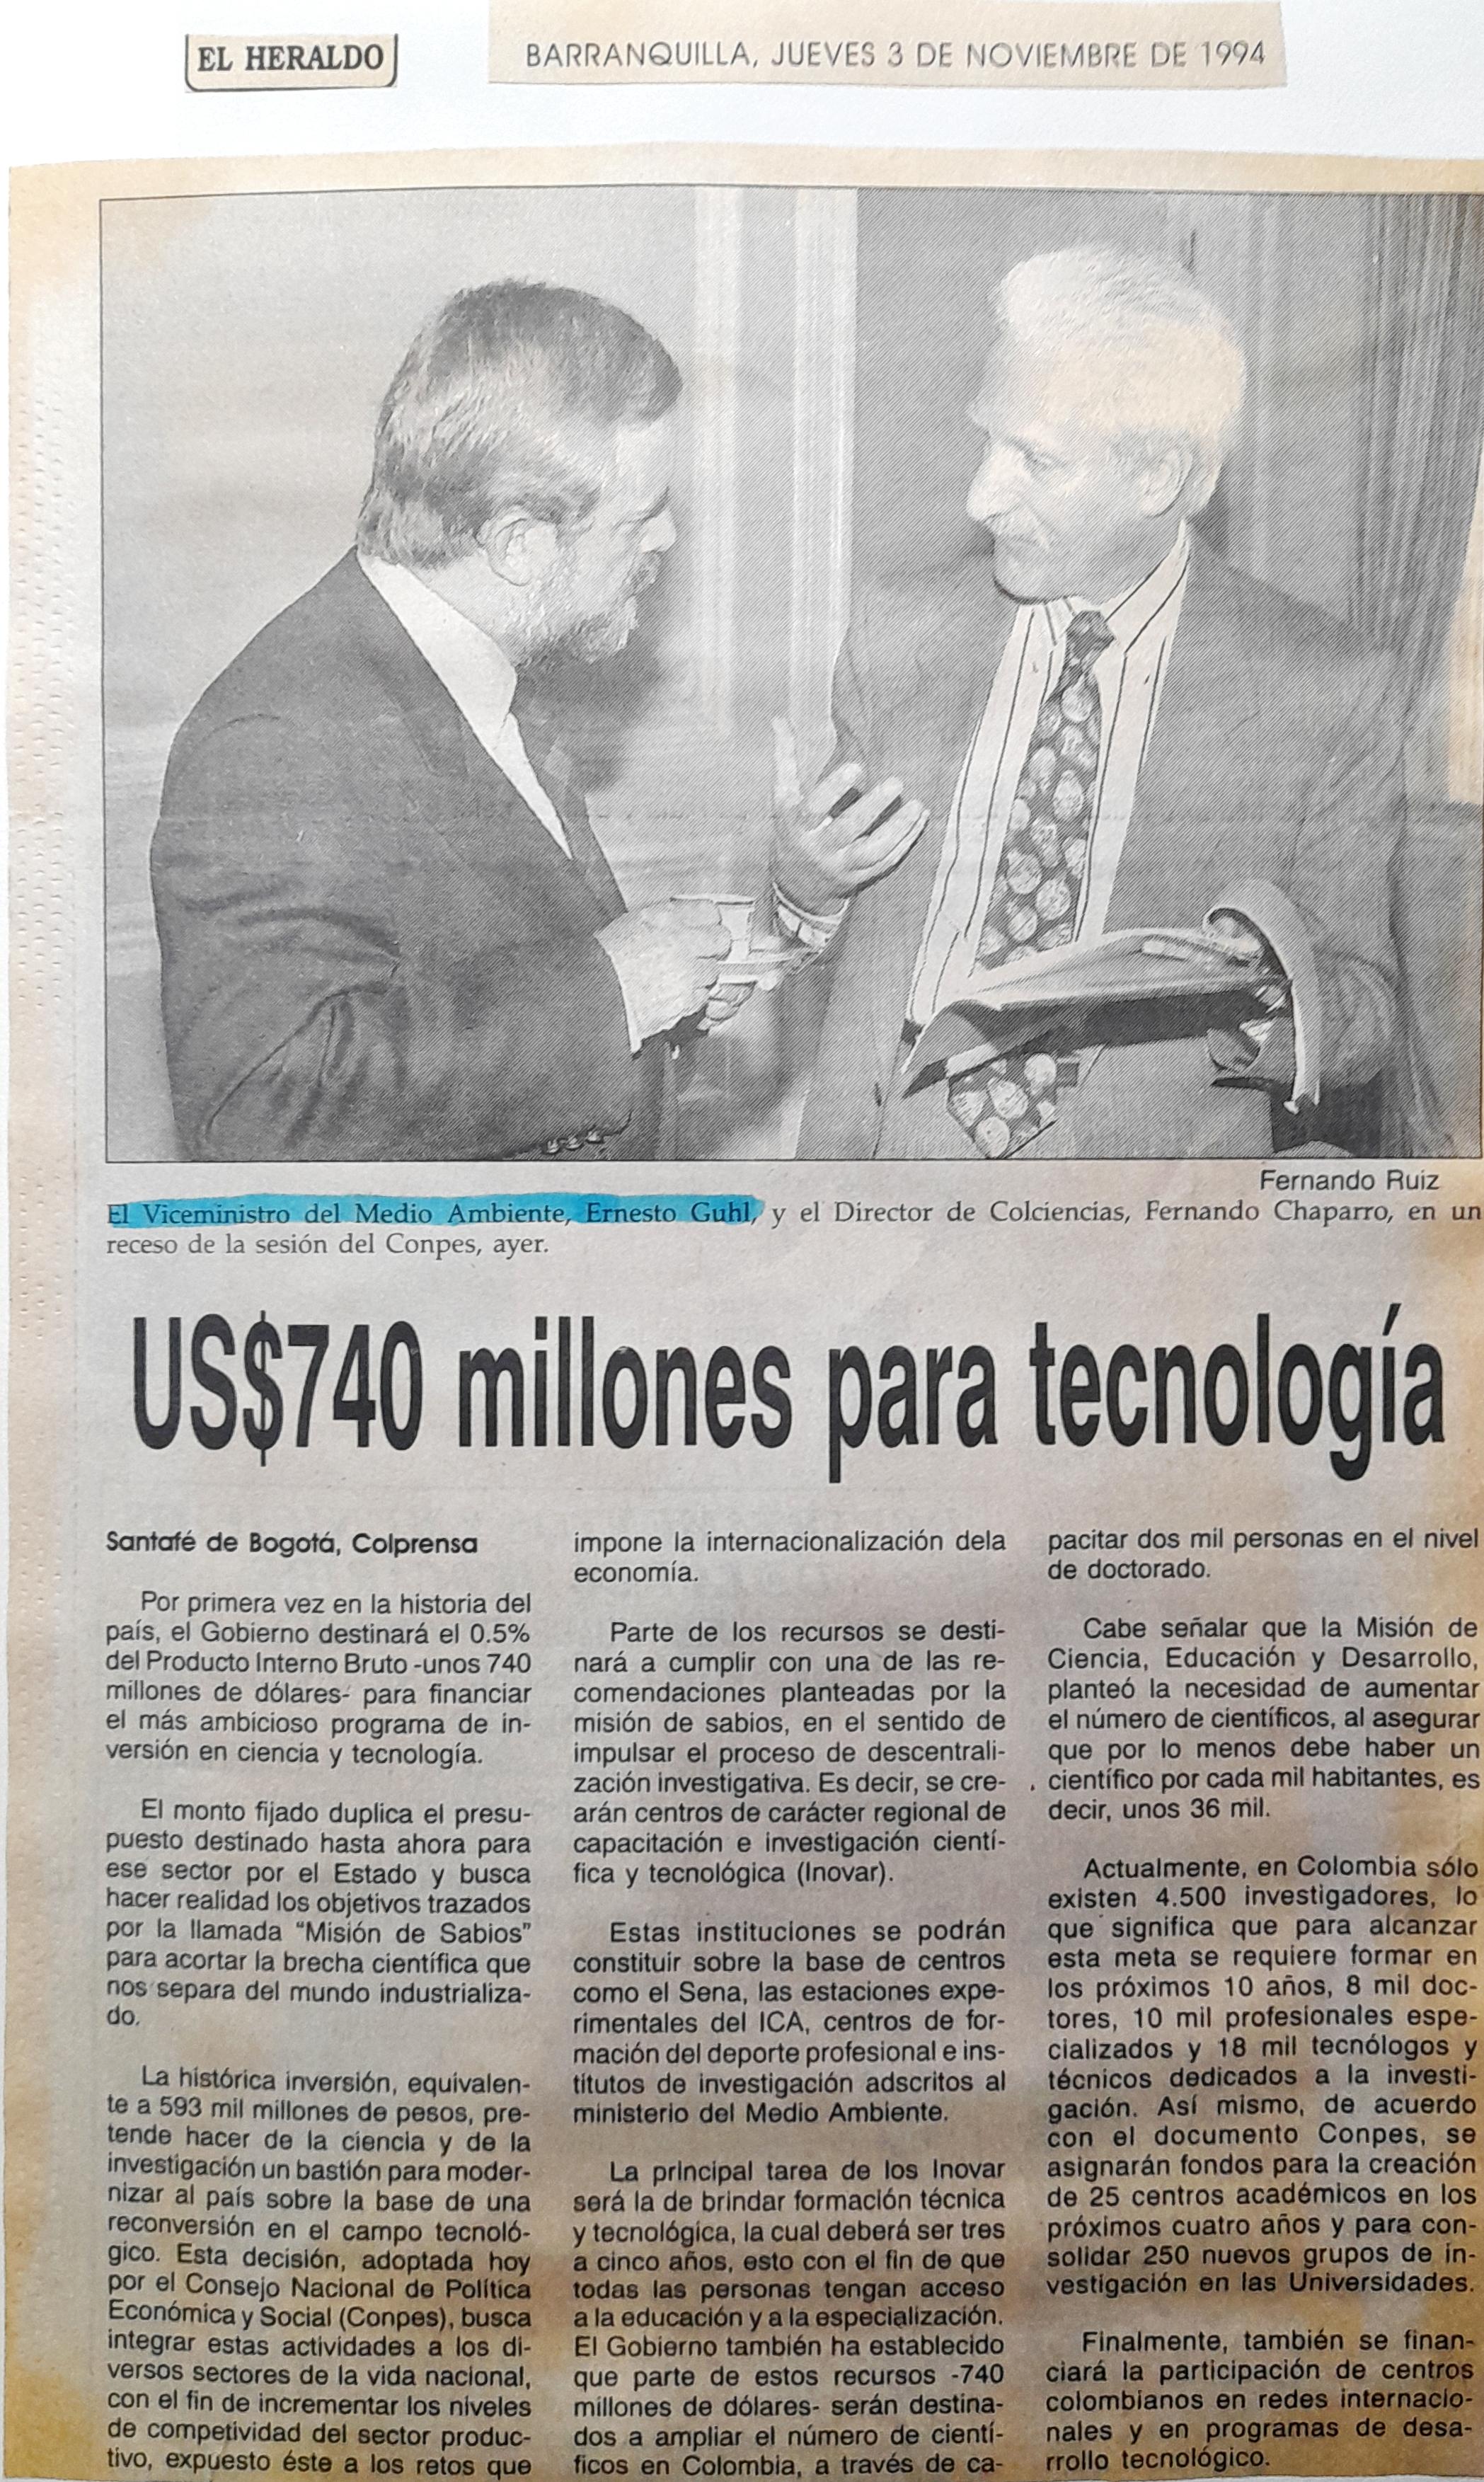 EL HERALDO
BARRANQUILLA, JUEVES 3 DE NOVIEMBRE DE 1994
Fernando Ruiz
El Viceministro del Medio Ambiente, Ernesto Guhl, y el Director de Colciencias, Fernando Chaparro, en un
receso de la sesión del Conpes, ayer.
US$740 millones para tecnología
Santafé de Bogotá, Colprensa
Por primera vez en la historia del
país, el Gobierno destinará el 0.5%
del Producto Interno Bruto -unos 740
millones de dólares- para financiar
el más ambicioso programa de in-
versión en ciencia y tecnología.
El monto fijado duplica el presu-
puesto destinado hasta ahora para
ese sector por el Estado y busca
hacer realidad los objetivos trazados
por la llamada “Misión de Sabios”
para acortar la brecha científica que
nos separa del mundo industrializa-
do.
La histórica inversión, equivalen-
te a 593 mil millones de pesos, pre-
tende hacer de la ciencia y de la
investigación un bastión para moder-
nizar al país sobre la base de una
reconversión en el campo tecnoló-
gico. Esta decisión, adoptada hoy
por el Consejo Nacional de Política
Económica y Social (Conpes), busca
integrar estas actividades a los di-
versos sectores de la vida nacional,
con el fin de incrementar los niveles
de competividad del sector produc-
tivo, expuesto éste a los retos que
impone la internacionalización dela
economía.
Parte de los recursos se desti-
nará a cumplir con una de las re-
comendaciones planteadas por la
misión de sabios, en el sentido de
impulsar el proceso de descentrali-
zación investigativa. Es decir, se cre-
arán centros de carácter regional de
capacitación e investigación cientí-
fica y tecnológica (Inovar).
Estas instituciones se podrán
constituir sobre la base de centros
como el Sena, las estaciones expe-
rimentales del ICA, centros de for-
mación del deporte profesional e ins-
titutos de investigación adscritos al
ministerio del Medio Ambiente.
La principal tarea de los Inovar
será la de brindar formación técnica
y tecnológica, la cual deberá ser tres
a cinco años, esto con el fin de que
todas las personas tengan acceso
a la educación y a la especialización.
El Gobierno también ha establecido
que parte de estos recursos -740
millones de dólares- serán destina-
dos a ampliar el número de cientí-
ficos en Colombia, a través de ca-
pacitar dos mil personas en el nivel
de doctorado.
Cabe señalar que la Misión de
Ciencia, Educación y Desarrollo,
planteó la necesidad de aumentar
el número de científicos, al asegurar
que por lo menos debe haber un
científico por cada mil habitantes, es
decir, unos 36 mil.
Actualmente, en Colombia sólo
existen 4.500 investigadores, lo
que significa que para alcanzar
esta meta se requiere formar en
los próximos 10 años, 8 mil doc-
tores, 10 mil profesionales espe-
cializados y 18 mil tecnólogos y
técnicos dedicados a la investi-
gación. Así mismo, de acuerdo
con el documento Conpes, se
asignarán fondos para la creación
de 25 centros académicos en los
próximos cuatro años y para con-
solidar 250 nuevos grupos de in-
vestigación en las Universidades.
Finalmente, también se finan-
ciará la participación de centros
colombianos en redes internacio-
nales y en programas de desa-
rrollo tecnológico.